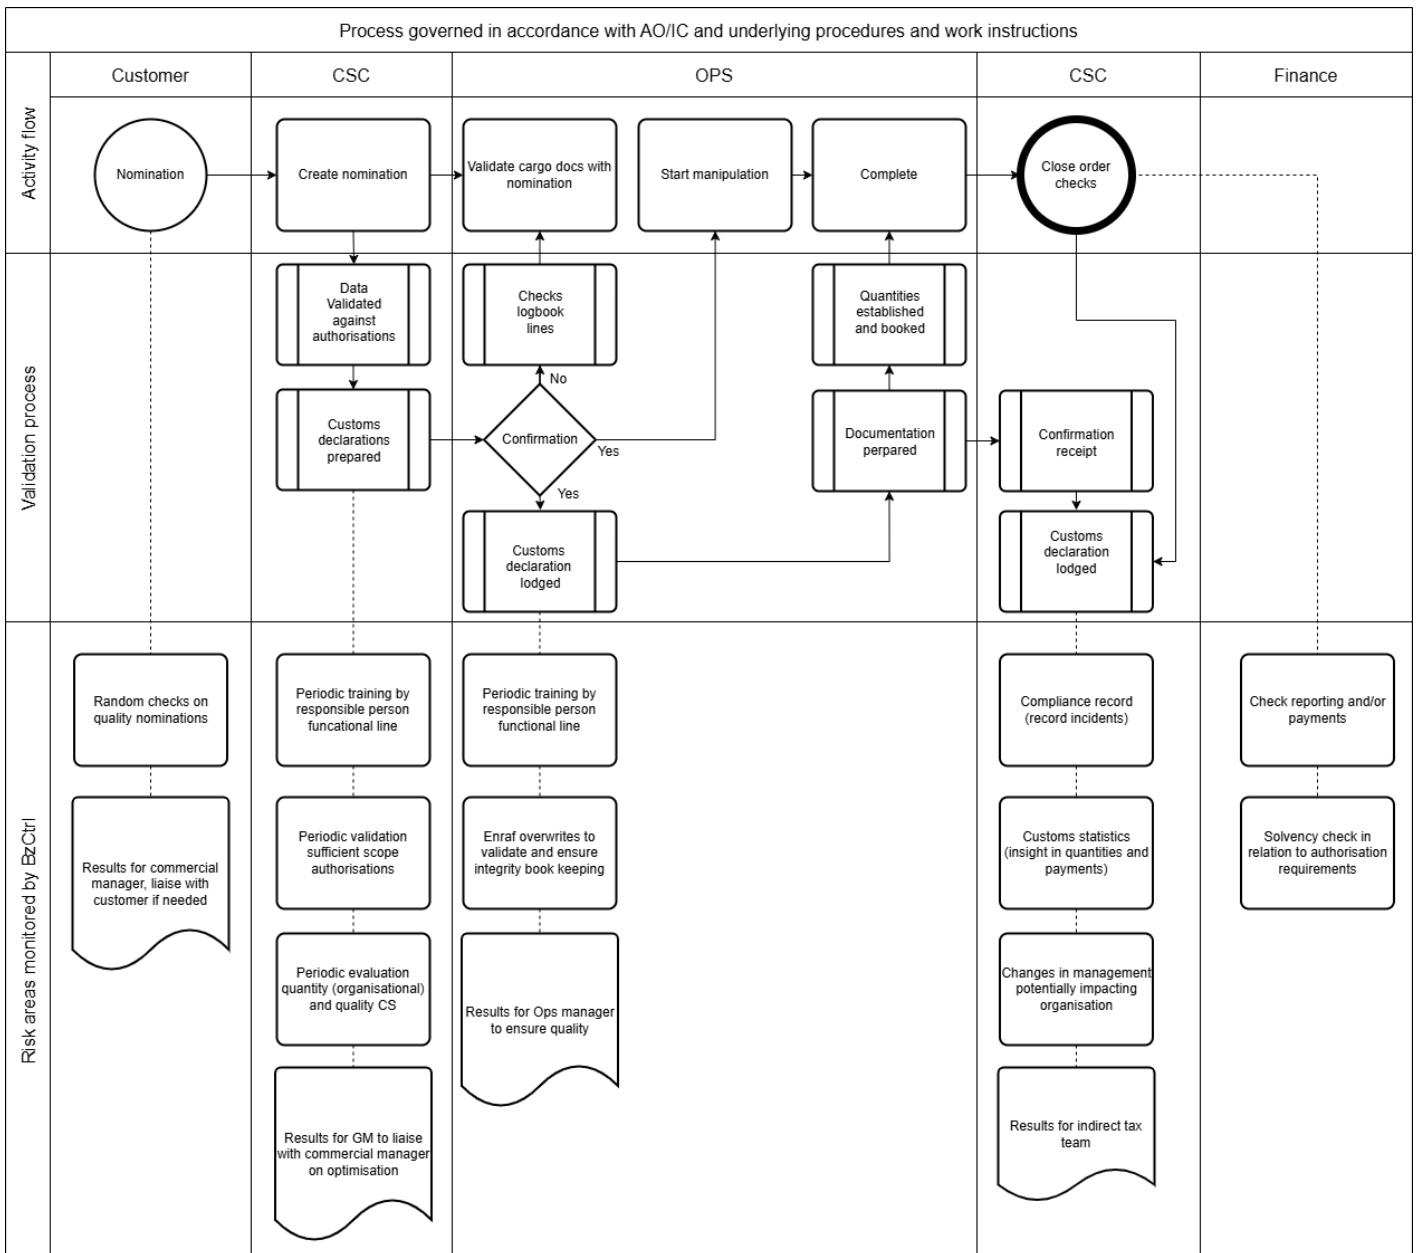 Process governed in accordance with AO/IC and underlying procedures and work instructions
Customer
CSC
OPS
CSC
Finance
Activity flow
Nomination
Create nomination
Validate cargo docs with
nomination
Start manipulation
Complete
Close order
checks
Validation process
Data
Validated
against
authorisations
Checks
logbook
lines
Quantities
established
and booked
No
Customs
declarations
prepared
Confirmation
Yes
Documentation
perpared
Confirmation
receipt
Yes
Customs
declaration
lodged
Customs
declaration
lodged
Risk areas monitored by BzCtrl
Random checks on
quality nominations
Periodic training by
responsible person
funcational line
Periodic training by
responsible person
functional line
Compliance record
(record incidents)
Check reporting and/or
payments
Results for commercial
manager, liaise with
customer if needed
Periodic validation
sufficient scope
authorisations
Enraf overwrites to
validate and ensure
integrity book keeping
Customs statistics
(insight in quantities and
payments)
Solvency check in
relation to authorisation
requirements
Periodic evaluation
quantity (organisational)
and quality CS
Results for Ops manager
to ensure quality
Changes in management
potentially impacting
organisation
Results for GM to liaise
with commercial manager
on optimisation
Results for indirect tax
team